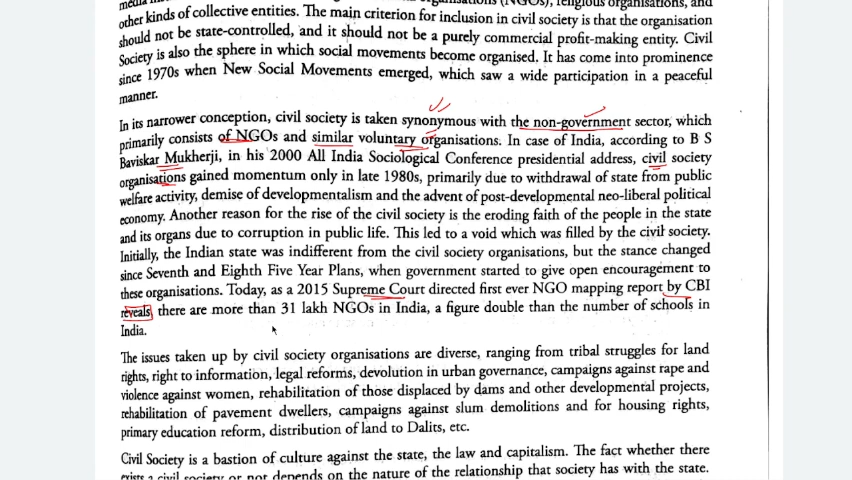 other kinds of collective entities. The main criterion for inclusion in civil society is that the organisation
should not be state-controlled, and it should not be a purely commercial profit-making entity. Civil
Society is also the sphere in which social movements become organised. It has come into prominence
since 1970s when New Social Movements emerged, which saw a wide participation in a peaceful
manner.
In its narrower conception, civil society is taken synonymous with the non-government sector, which
primarily consists of NGOs and similar voluntary organisations. In case of India, according to B S
Baviskar Mukherji, in his 2000 All India Sociological Conference presidential address, civil society
organisations gained momentum only in late 1980s, primarily due to withdrawal of state from public
welfare activity, demise of developmentalism and the advent of post-developmental neo-liberal political
economy. Another reason for the rise of the civil society is the eroding faith of the people in the state
and its organs due to corruption in public life. This led to a void which was filled by the civil society.
Initially, the Indian state was indifferent from the civil society organisations, but the stance changed
since Seventh and Eighth Five Year Plans, when government started to give open encouragement to
these organisations. Today, as a 2015 Supreme Court directed first ever NGO mapping report by CBI
reveals, there are more than 31 lakh NGOs in India, a figure double than the number of schools in
India.
The issues taken up by civil society organisations are diverse, ranging from tribal struggles for land
rights, right to information, legal reforms, devolution in urban governance, campaigns against rape and
violence against women, rehabilitation of those displaced by dams and other developmental projects,
rehabilitation of pavement dwellers, campaigns against slum demolitions and for housing rights,
primary education reform, distribution of land to Dalits, etc.
Civil Society is a bastion of culture against the state, the law and capitalism. The fact whether there
exists a civil society or not depends on the nature of the relationship that society has with the state.